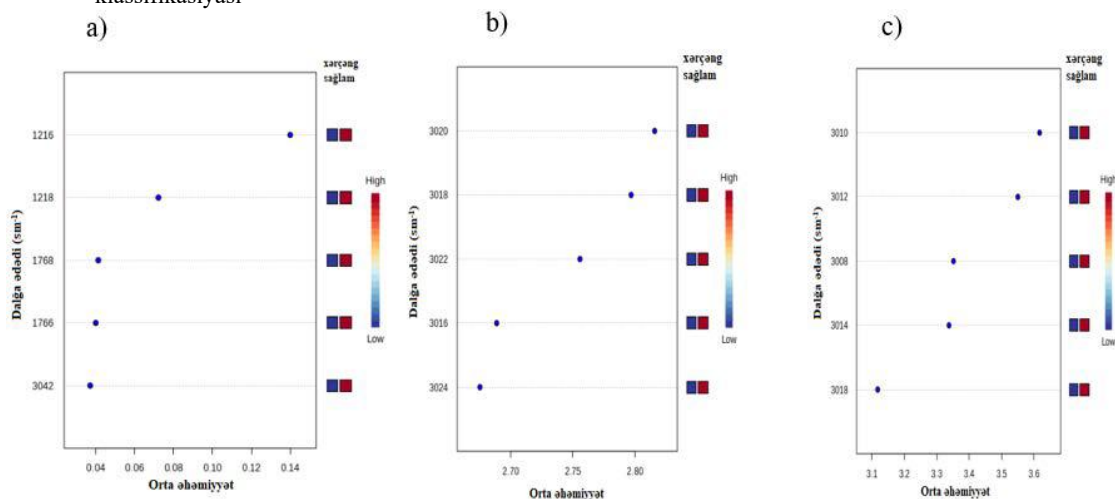 klassifikasiyası
a)
xərçəng
sağlam
1216
1218
1768
1766
3042
High
Low
Dalğa ədədi (sm⁻¹)
0.04 0.06 0.08 0.10 0.12 0.14
Orta əhəmiyyət
b)
xərçəng
sağlam
3020
3018
3022
3016
3024
High
Low
Dalğa ədədi (sm⁻¹)
2.70 2.75 2.80
Orta əhəmiyyət
c)
xərçəng
sağlam
3010
3012
3008
3014
3018
High
Low
Dalğa ədədi (sm⁻¹)
3.1 3.2 3.3 3.4 3.5 3.6
Orta əhəmiyyət